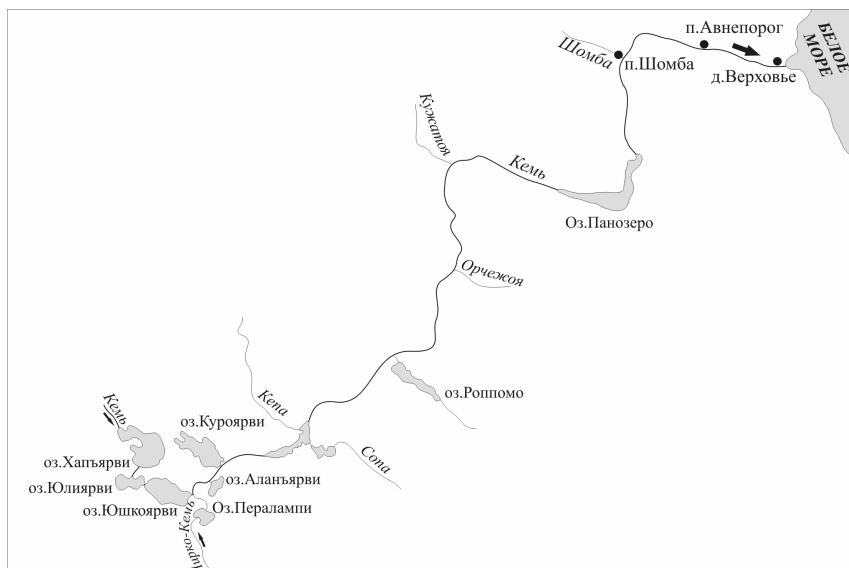 п.Авнепорог
БЕЛОЕ
МОРЕ
Шомба
п.Шомба
д.Верховье
Кужатоя
Кемь
Оз.Панозеро
Орчежоя
оз.Роппомо
Кепа
Кемь
оз.Куроярви
Сопа
оз.Хапъярви
оз.Аланъярви
оз.Юлиярви
оз.Юшкоярви
Оз.Пералампи